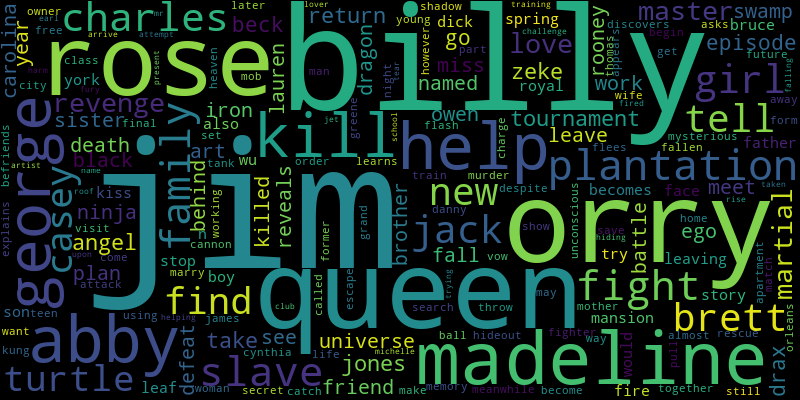 charles
billy
rose
jim
orry
queen
madeline
george
abby
kill
help
plantation
girl
tell
master
swamp
episode
bruce
carolina
year
owner
free
later
beck
return
dick
go
young
however
shadow
spring
love
miss
zeke
named
royal
rooney
work
lauren
dragon
york
city
class
mob
heaven
revenge
sister
final
iron
also
set
art
death
black
kiss
ninja
visit
angel
come
plan
attack
stop
boy
family
casey
behind
working
cannon
killed
reveals
wu
order
learns
owen
flash
tournament
leave
charge
train
murder
despite
new
jack
brother
danny
fall
vow
show
becomes
flees
fallen
mysterious
father
face
meet
wife
fired
asks
discovers
future
away
form
taken
rise
home
save
hiding
battle
ego
leaving
try
story
fight
brett
martial
drax
orleans
match
apartment
pull
almost
rescue
would
mansion
mother
fighter
way
hideout
ball
throw
may
search
trying
escape
called
former
grand
club
find
marry
james
using
helping
son
teen
want
kung
turtle
leaf
defeat
take
see
universe
cynthia
life
michelle
jones
slave
woman
secret
friend
catch
make
memory
meanwhile
become
fire
together
still
explains
befriends
artist
name
roof
unconscious
greene
night
man
lover
training
challenge
school
jet
tank
present
attempt
arrive
earl
thomas
appears
begin
get
part
falling